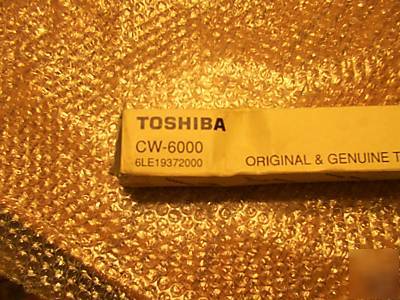 TOSHIBA
CW-6000
6LE19372000
ORIGINAL & GENUINE T